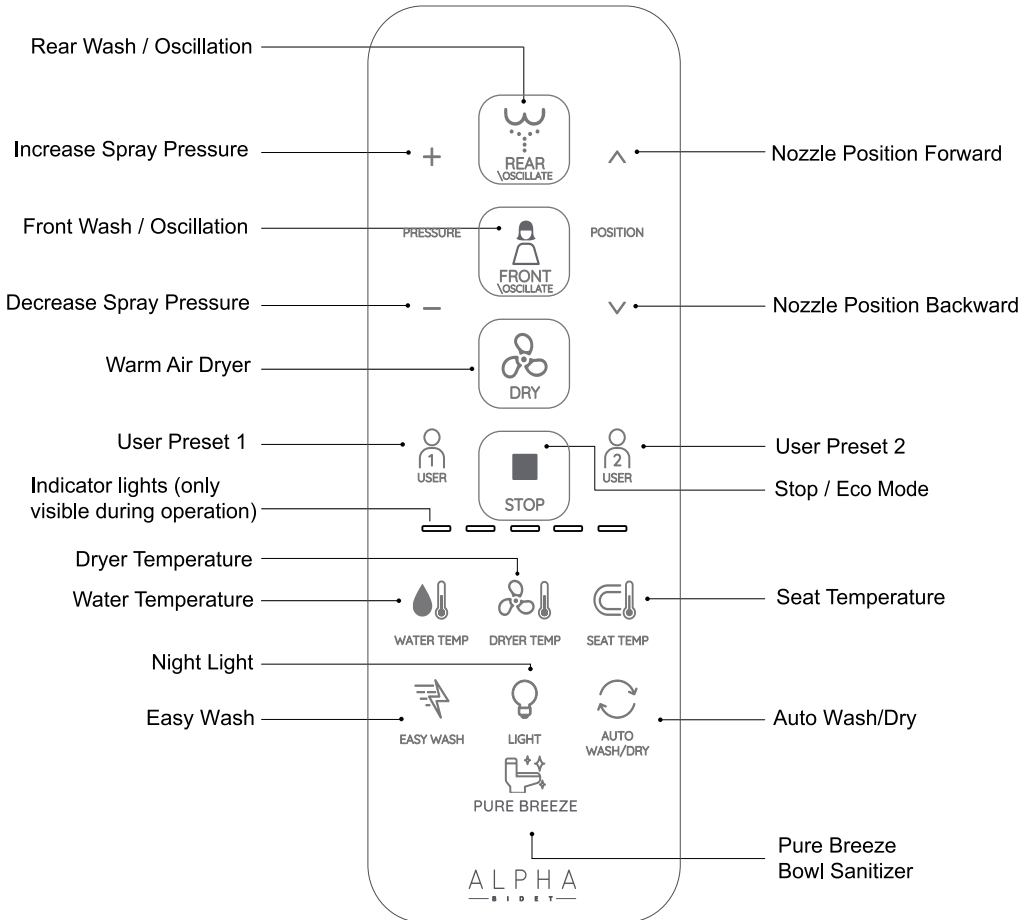 Rear Wash / Oscillation
REAR
\OSCILLATE
Increase Spray Pressure
+
Nozzle Position Forward
Front Wash / Oscillation
PRESSURE
POSITION
FRONT
\OSCILLATE
Decrease Spray Pressure
−
Nozzle Position Backward
Warm Air Dryer
DRY
User Preset 1
1
USER
2
USER
User Preset 2
Indicator lights (only
visible during operation)
STOP
Stop / Eco Mode
Dryer Temperature
Water Temperature
Seat Temperature
WATER TEMP
DRYER TEMP
SEAT TEMP
Night Light
Easy Wash
Auto Wash/Dry
EASY WASH
LIGHT
AUTO
WASH/DRY
PURE BREEZE
Pure Breeze
Bowl Sanitizer
ALPHA
BIDET